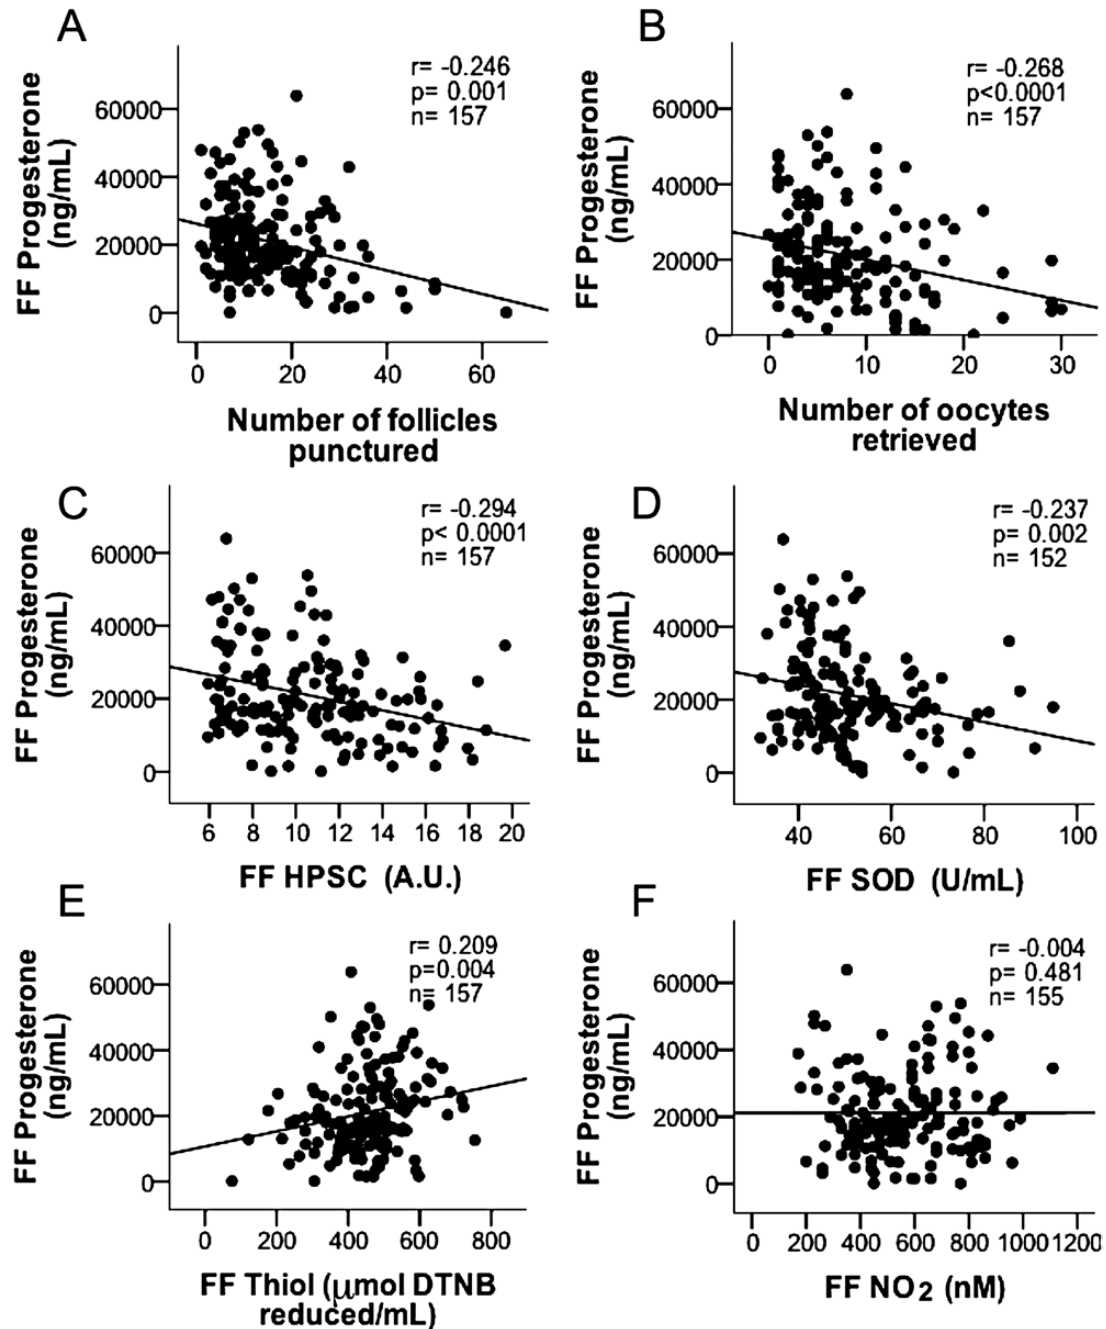 A
FF Progesterone
(ng/mL)
r= -0.246
p= 0.001
n= 157
60000
40000
20000
0
0 20 40 60
Number of follicles
punctured
B
FF Progesterone
(ng/mL)
r= -0.268
p<0.0001
n= 157
60000
40000
20000
0
0 10 20 30
Number of oocytes
retrieved
C
FF Progesterone
(ng/mL)
r= -0.294
p< 0.0001
n= 157
60000
40000
20000
0
6 8 10 12 14 16 18 20
FF HPSC (A.U.)
D
FF Progesterone
(ng/mL)
r= -0.237
p= 0.002
n= 152
60000
40000
20000
0
40 60 80 100
FF SOD (U/mL)
E
FF Progesterone
(ng/mL)
r= 0.209
p=0.004
n= 157
60000
40000
20000
0
0 200 400 600 800
FF Thiol (μmol DTNB
reduced/mL)
F
FF Progesterone
(ng/mL)
r= -0.004
p= 0.481
n= 155
60000
40000
20000
0
0 200 400 600 800 1000 1200
FF NO2 (nM)